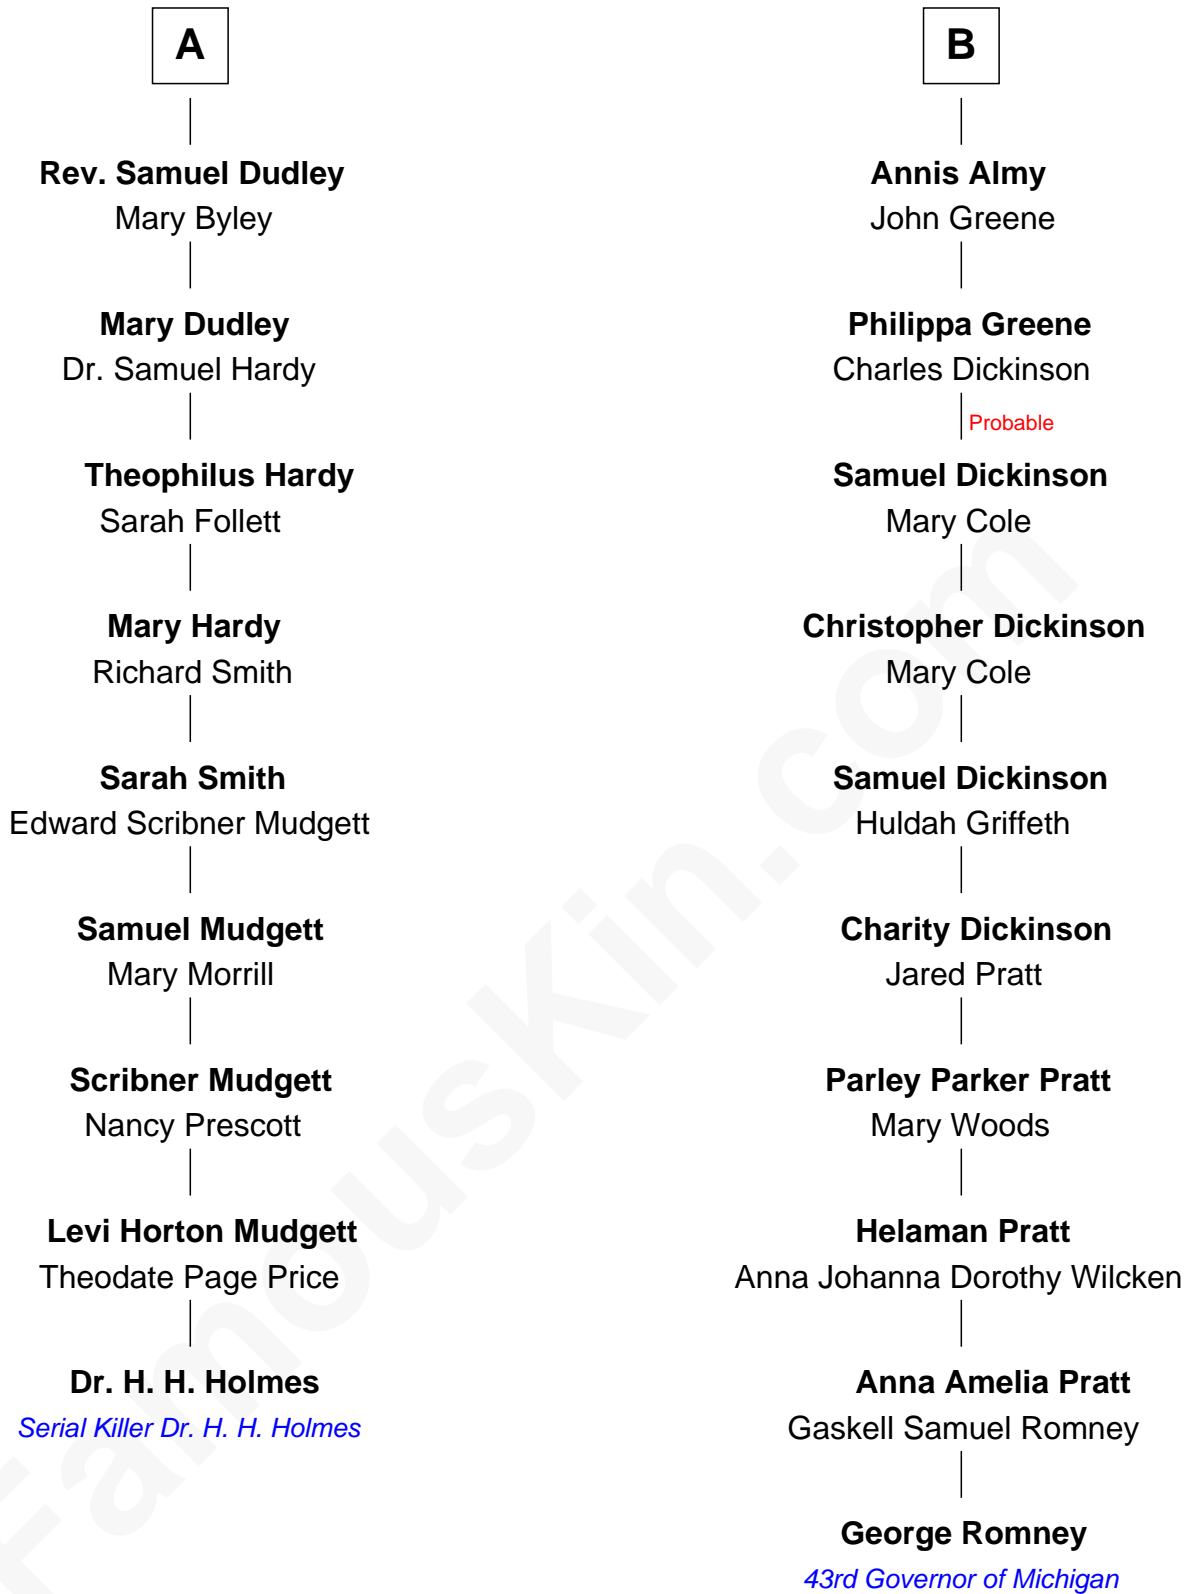 A
Rev. Samuel Dudley
Mary Byley
Mary Dudley
Dr. Samuel Hardy
Theophilus Hardy
Sarah Follett
Mary Hardy
Richard Smith
Sarah Smith
Edward Scribner Mudgett
Samuel Mudgett
Mary Morrill
Scribner Mudgett
Nancy Prescott
Levi Horton Mudgett
Theodate Page Price
Dr. H. H. Holmes
Serial Killer Dr. H. H. Holmes
B
Annis Almy
John Greene
Philippa Greene
Charles Dickinson
Probable
Samuel Dickinson
Mary Cole
Christopher Dickinson
Mary Cole
Samuel Dickinson
Huldah Griffeth
Charity Dickinson
Jared Pratt
Parley Parker Pratt
Mary Woods
Helaman Pratt
Anna Johanna Dorothy Wilcken
Anna Amelia Pratt
Gaskell Samuel Romney
George Romney
43rd Governor of Michigan
FamousKin.com